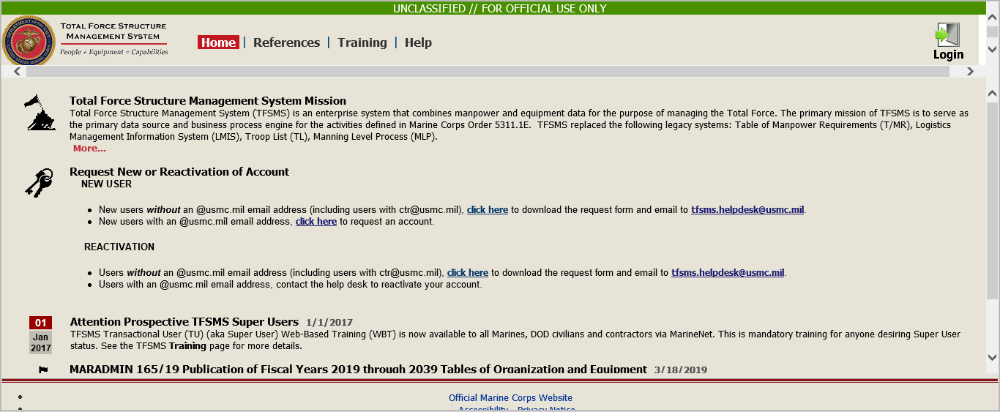 UNCLASSIFIED // FOR OFFICIAL USE ONLY
TOTAL FORCE STRUCTURE
MANAGEMENT SYSTEM
People + Equipment = Capabilities
Home | References | Training | Help
Login
Total Force Structure Management System Mission
Total Force Structure Management System (TFSMS) is an enterprise system that combines manpower and equipment data for the purpose of managing the Total Force. The primary mission of TFSMS is to serve as
the primary data source and business process engine for the activities defined in Marine Corps Order 5311.1E.  TFSMS replaced the following legacy systems: Table of Manpower Requirements (T/MR), Logistics
Management Information System (LMIS), Troop List (TL), Manning Level Process (MLP).
More...
Request New or Reactivation of Account
NEW USER
• New users without an @usmc.mil email address (including users with ctr@usmc.mil), click here to download the request form and email to tfsms.helpdesk@usmc.mil.
• New users with an @usmc.mil email address, click here to request an account.
REACTIVATION
• Users without an @usmc.mil email address (including users with ctr@usmc.mil), click here to download the request form and email to tfsms.helpdesk@usmc.mil.
• Users with an @usmc.mil email address, contact the help desk to reactivate your account.
01
Jan
2017
Attention Prospective TFSMS Super Users 1/1/2017
TFSMS Transactional User (TU) (aka Super User) Web-Based Training (WBT) is now available to all Marines, DOD civilians and contractors via MarineNet. This is mandatory training for anyone desiring Super User
status. See the TFSMS Training page for more details.
MARADMIN 165/19 Publication of Fiscal Years 2019 through 2039 Tables of Organization and Equipment 3/18/2019
Official Marine Corps Website
Accessibility Privacy Notice